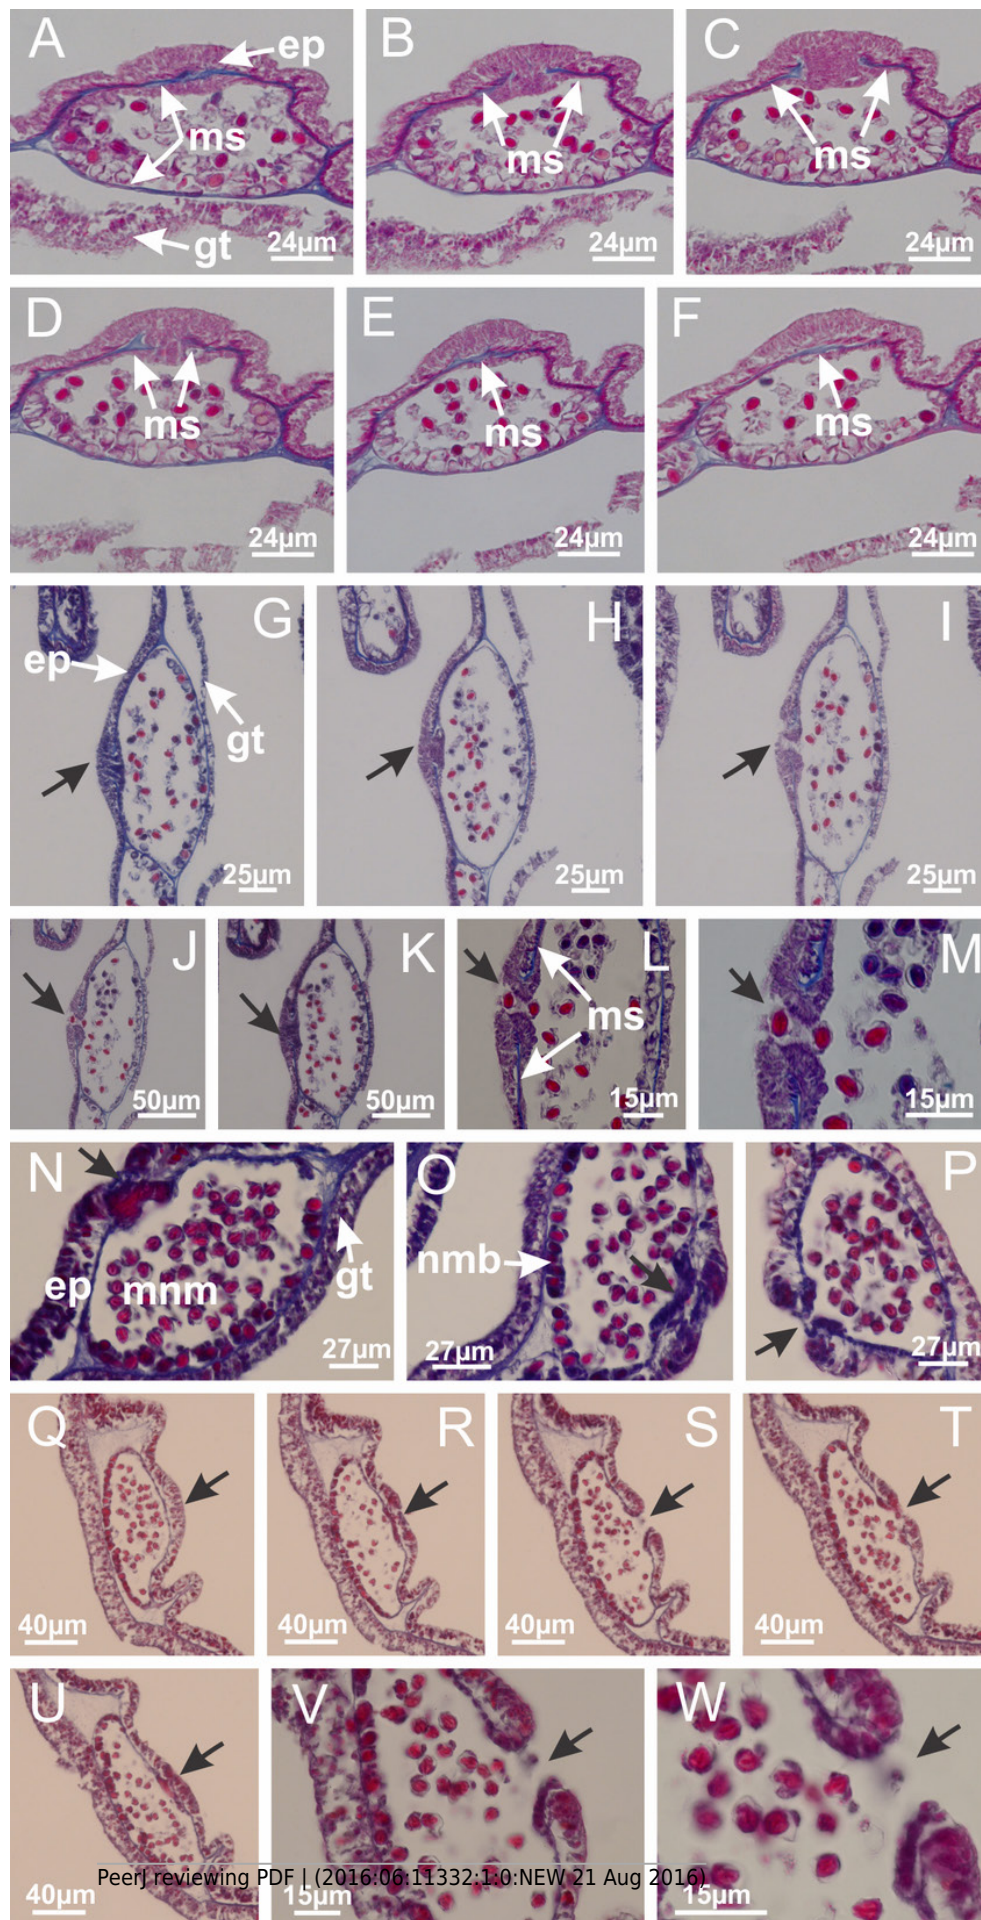 A
ep
ms
gt
24µm
B
ms
24µm
C
ms
24µm
D
ms
24µm
E
ms
24µm
F
ms
24µm
G
ep
gt
25µm
H
25µm
I
25µm
J
50µm
K
50µm
L
ms
15µm
M
15µm
N
ep
mnm
gt
27µm
O
nmb
27µm
P
27µm
Q
40µm
R
40µm
S
40µm
T
40µm
U
40µm
V
15µm
W
15µm
PeerJ reviewing PDF | (2016:06:11332:1:0:NEW 21 Aug 2016)